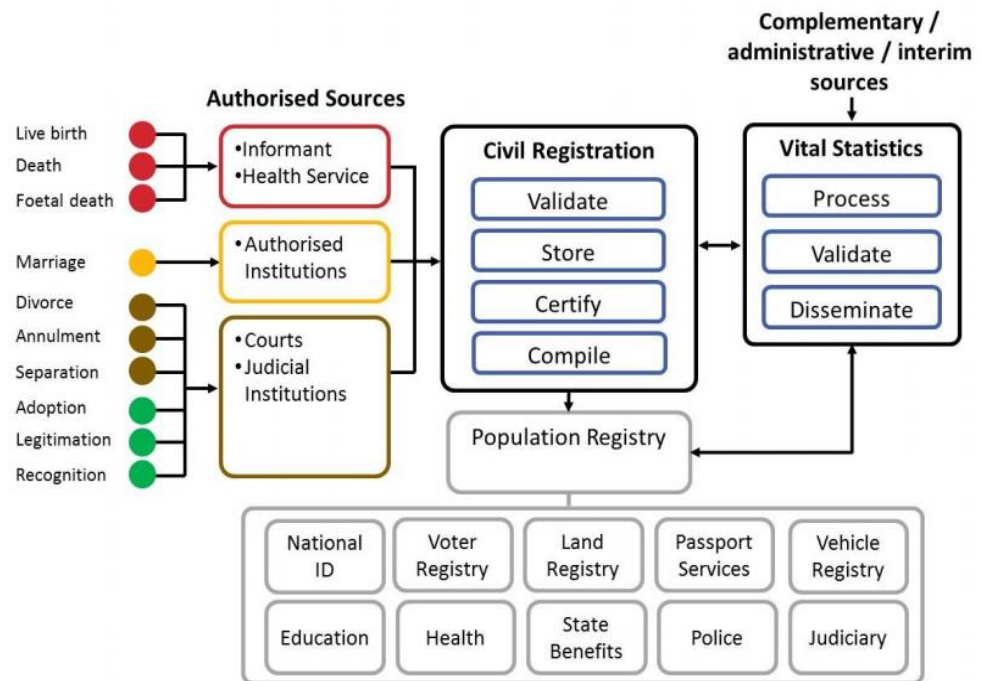 Complementary /
administrative / interim
sources
Authorised Sources
Live birth
Death
Foetal death
Marriage
Divorce
Annulment
Separation
Adoption
Legitimation
Recognition
•Informant
•Health Service
•Authorised
Institutions
•Courts
•Judicial
Institutions
Civil Registration
Validate
Store
Certify
Compile
Vital Statistics
Process
Validate
Disseminate
Population Registry
National
ID
Voter
Registry
Land
Registry
Passport
Services
Vehicle
Registry
Education
Health
State
Benefits
Police
Judiciary